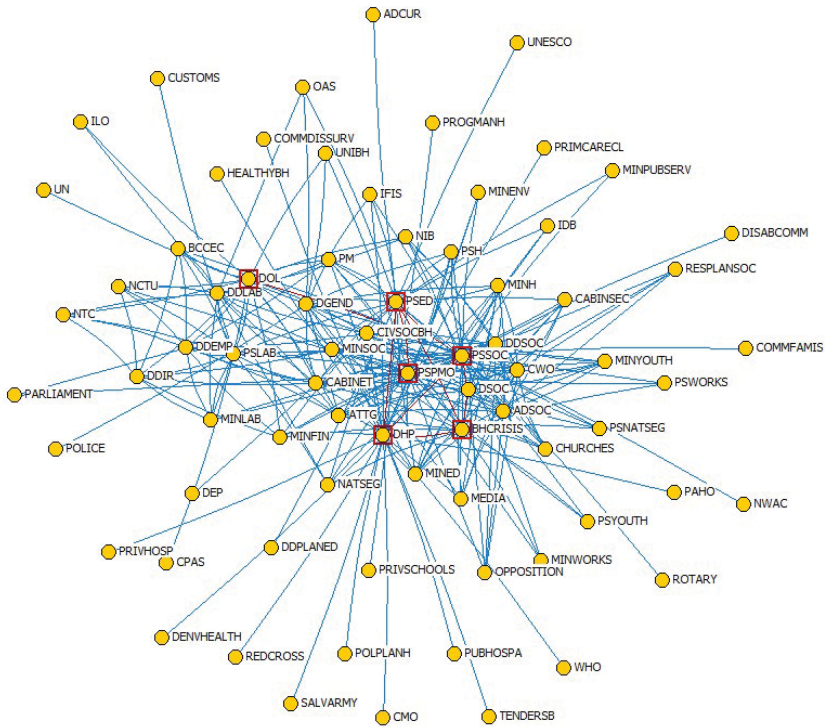 ADCUR
UNESCO
CUSTOMS
OAS
ILO
PROGMANH
COMMDISSURV
UNIBH
PRIMCARECL
HEALTHYBH
MINPUBSERV
UN
IFIS
MINENV
IDB
DISABCOMM
NIB
BCCEC
PSH
PM
RESPLANSOC
DOL
NCTU
MINH
DDLAB
CABINSEC
DGEND
PSED
NTC
CIVSOCBH
DDSOC
DDEMP
MINSOC
COMMFAMIS
PSLAB
PSSOC
MINYOUTH
CWO
DDIR
PSPMO
CABINET
PSWORKS
DSOC
PARLIAMENT
ADSOC
ATTG
MINLAB
BHCRISIS
PSNATSEG
MINFIN
DHP
POLICE
CHURCHES
MINED
NATSEG
DEP
PAHO
MEDIA
NWAC
PSYOUTH
DDPLANED
PRIVHOSP
MINWORKS
CPAS
PRIVSCHOOLS
OPPOSITION
ROTARY
DENVHEALTH
REDCROSS
POLPLANH
PUBHOSPA
WHO
SALVARMY
CMO
TENDERSB